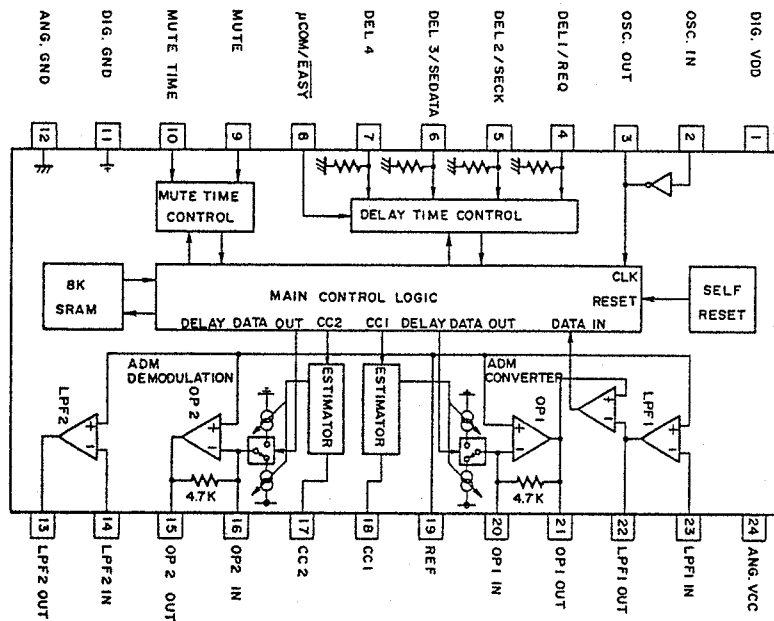 ANG. GND
DIG. GND
MUTE TIME
MUTE
µCOM/EASY
DEL 4
DEL 3/SEDATA
DEL 2/SECK
DEL1/REQ
OSC. OUT
OSC. IN
DIG. VDD
12
11
10
9
8
7
6
5
4
3
2
1
MUTE TIME
CONTROL
DELAY TIME CONTROL
8K
SRAM
MAIN CONTROL LOGIC
CLK
RESET
SELF
RESET
DELAY DATA OUT
CC2
CC1
DELAY DATA OUT
DATA IN
LPF2
ADM
DEMODULATION
OP 2
ESTIMATOR
ESTIMATOR
ADM
CONVERTER
OP1
LPF1
+
-
+
-
+
-
+
-
+
-
4.7K
4.7K
13
14
15
16
17
18
19
20
21
22
23
24
LPF2 OUT
LPF2 IN
OP 2 OUT
OP2 IN
CC2
CC1
REF
OP1 IN
OP1 OUT
LPF1 OUT
LPF1 IN
ANG. VCC